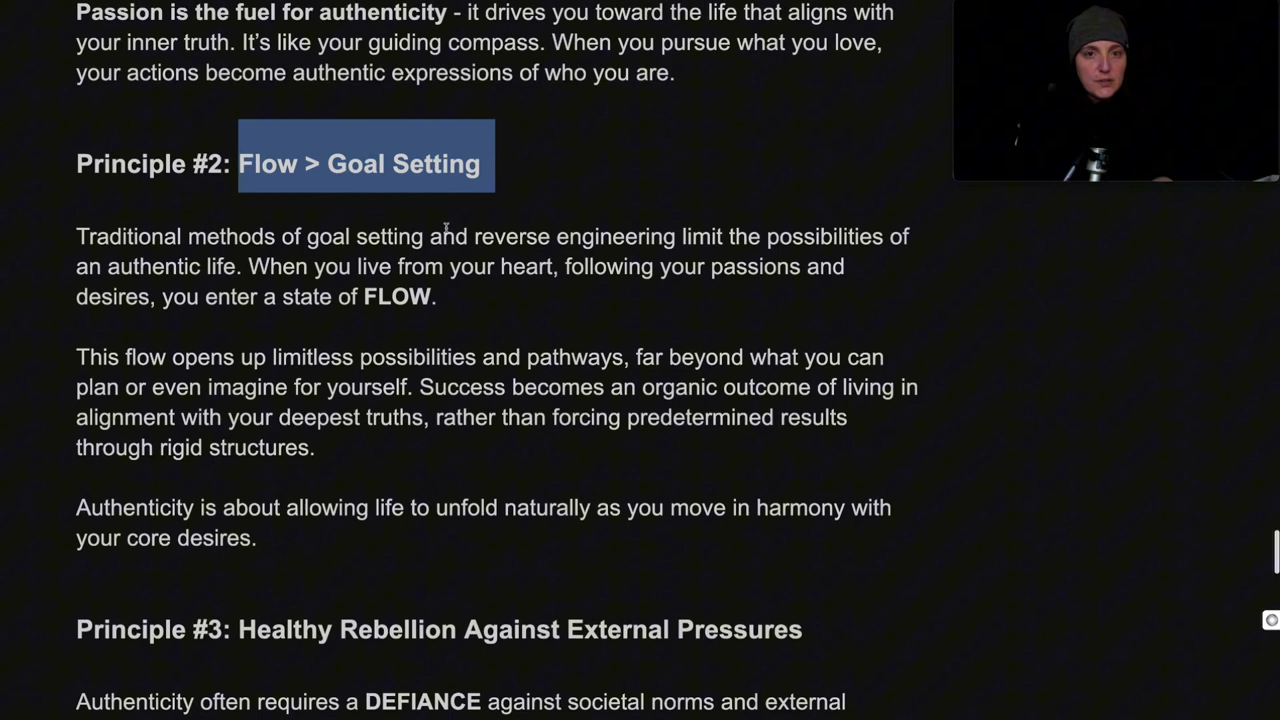 Passion is the fuel for authenticity - it drives you toward the life that aligns with
your inner truth. It’s like your guiding compass. When you pursue what you love,
your actions become authentic expressions of who you are.
Principle #2: Flow > Goal Setting
Traditional methods of goal setting and reverse engineering limit the possibilities of
an authentic life. When you live from your heart, following your passions and
desires, you enter a state of FLOW.
This flow opens up limitless possibilities and pathways, far beyond what you can
plan or even imagine for yourself. Success becomes an organic outcome of living in
alignment with your deepest truths, rather than forcing predetermined results
through rigid structures.
Authenticity is about allowing life to unfold naturally as you move in harmony with
your core desires.
Principle #3: Healthy Rebellion Against External Pressures
Authenticity often requires a DEFIANCE against societal norms and external